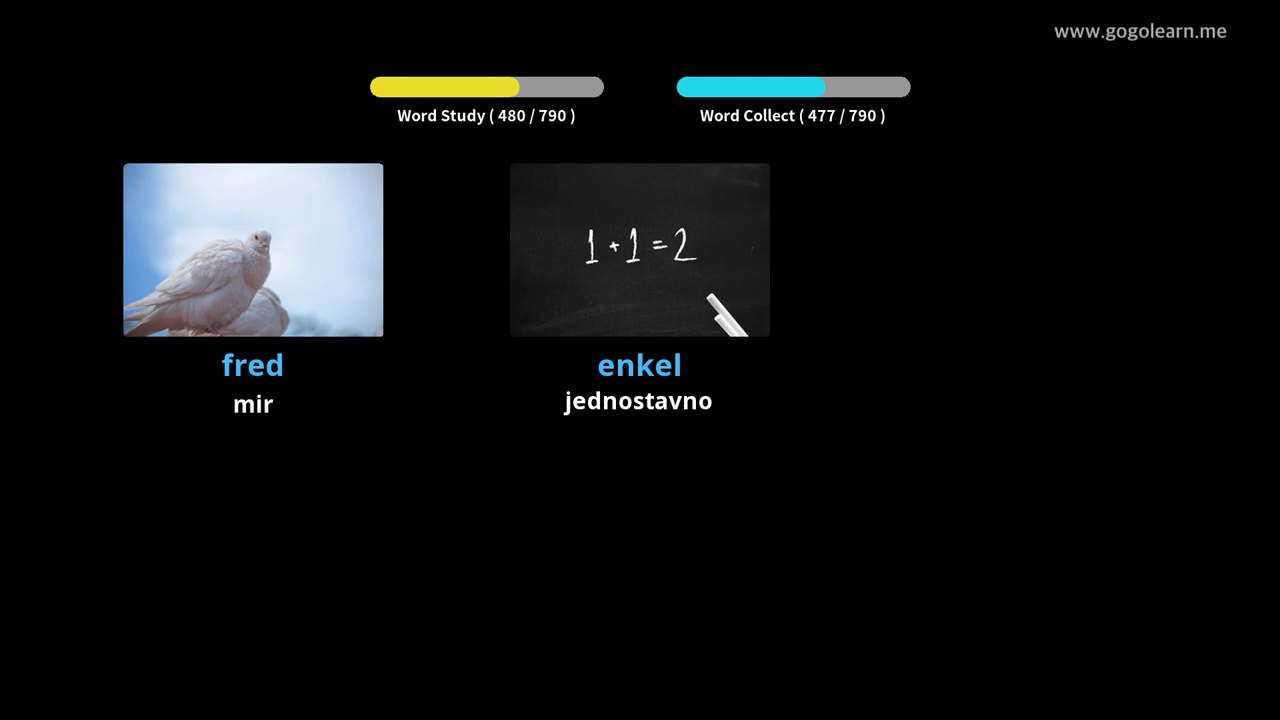 www.gogolearn.me
Word Study ( 480 / 790 )
Word Collect ( 477 / 790 )
1 + 1 = 2
fred
mir
enkel
jednostavno